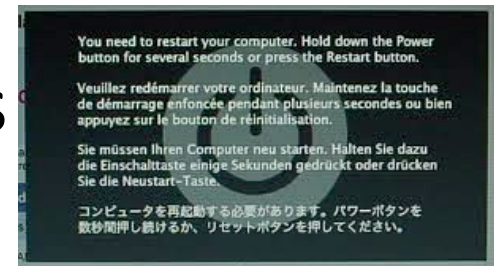 You need to restart your computer. Hold down the Power
button for several seconds or press the Restart button.
Veuillez redémarrer votre ordinateur. Maintenez la touche
de démarrage enfoncée pendant plusieurs secondes ou bien
appuyez sur le bouton de réinitialisation.
Sie müssen Ihren Computer neu starten. Halten Sie dazu
die Einschalttaste einige Sekunden gedrückt oder drücken
Sie die Neustart-Taste.
コンピュータを再起動する必要があります。パワーボタンを
数秒間押し続けるか、リセットボタンを押してください。